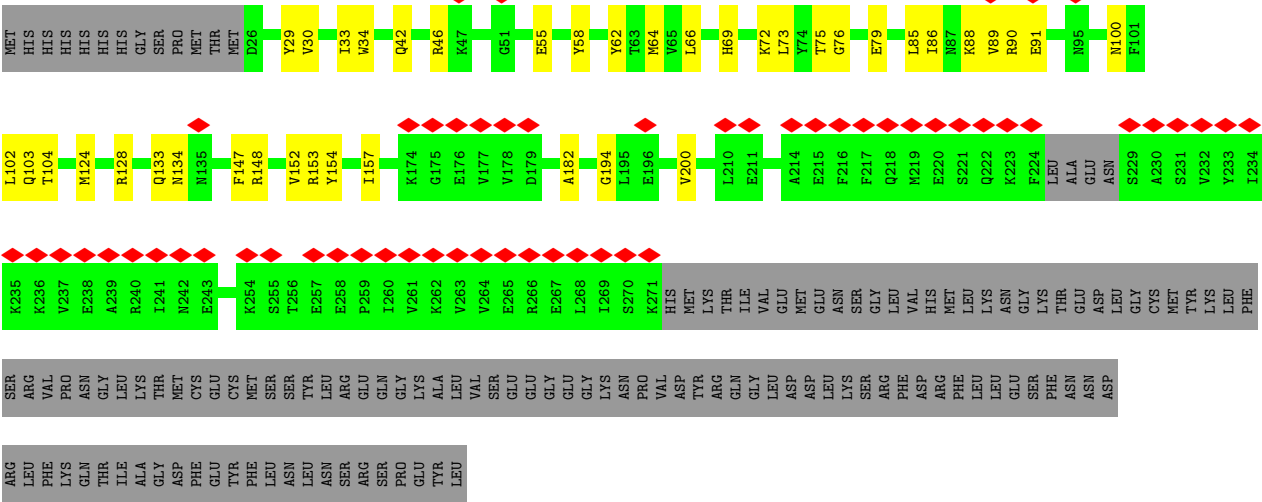 MET HIS HIS HIS HIS HIS HIS GLY SER PRO MET THR MET D26 Y29 V30 I33 W34 Q42 R46 K47 G51 E55 Y58 Y62 T63 M64 V65 L66 H69 K72 L73 Y74 T75 G76 E79 L85 I86 N87 K88 V89 R90 E91 N95 N100 F101
L102 Q103 T104 M124 R128 Q133 N134 N135 F147 R148 V152 R153 Y154 I157 K174 G175 E176 V177 V178 D179 A182 G194 L195 E196 V200 L210 E211 A214 E215 F216 F217 Q218 M219 E220 S221 Q222 K223 F224 LEU ALA GLU ASN S229 A230 S231 V232 Y233 I234
K235 K236 V237 E238 A239 R240 I241 N242 E243 K254 S255 T256 E257 E258 P259 I260 V261 K262 V263 V264 E265 R266 E267 L268 I269 S270 K271 HIS MET LYS THR ILE VAL GLU MET GLU ASN SER GLY LEU VAL HIS MET LEU LYS ASN GLY LYS THR GLU ASP LEU GLY CYS MET TYR LYS LEU PHE
SER ARG VAL PRO ASN GLY LEU LYS THR MET CYS GLU CYS MET SER SER TYR LEU ARG GLU GLN GLY LYS ALA LEU VAL SER GLU GLU GLY GLU GLY LYS ASN PRO VAL ASP TYR ARG GLN GLY LEU ASP ASP LEU LYS SER ARG PHE ASP ARG PHE LEU LEU GLU SER PHE ASN ASN ASP
ARG LEU PHE LYS GLN THR ILE ALA GLY ASP PHE GLU TYR PHE LEU ASN LEU ASN SER ARG SER PRO GLU TYR LEU